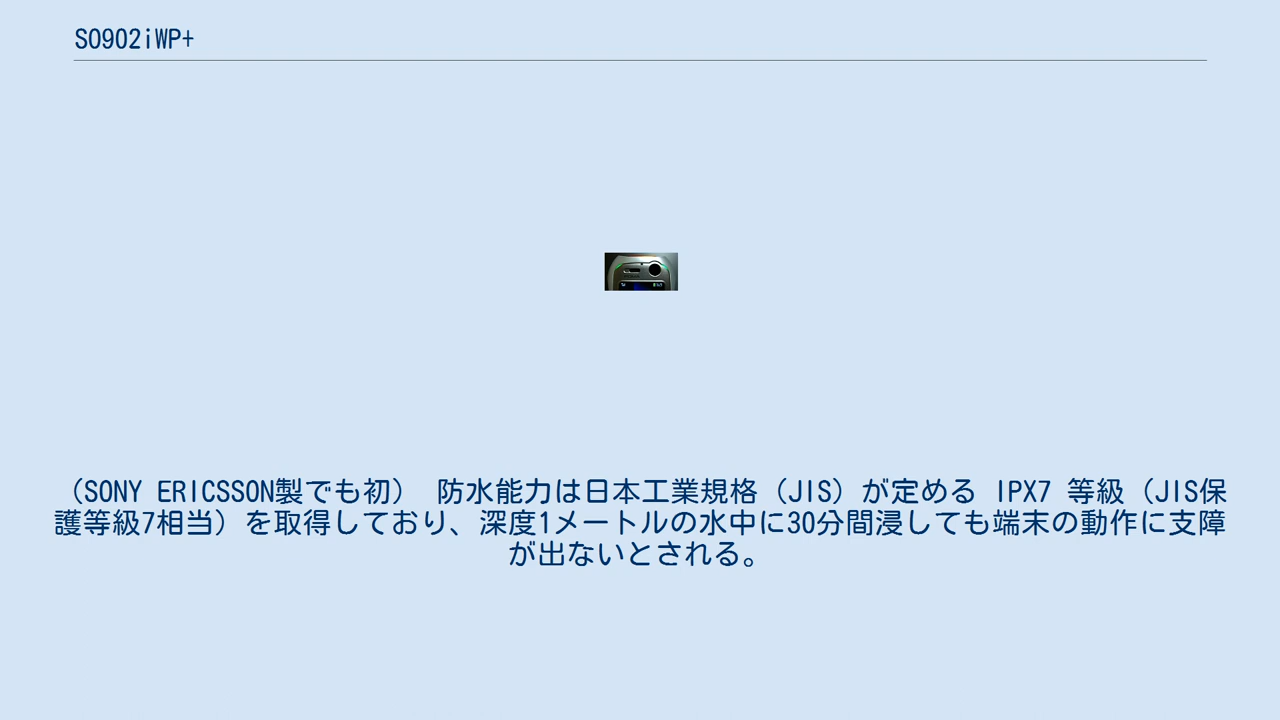 SO902iWP+
（SONY ERICSSON製でも初） 防水能力は日本工業規格（JIS）が定める IPX7 等級（JIS保
護等級7相当）を取得しており、深度1メートルの水中に30分間浸しても端末の動作に支障
が出ないとされる。